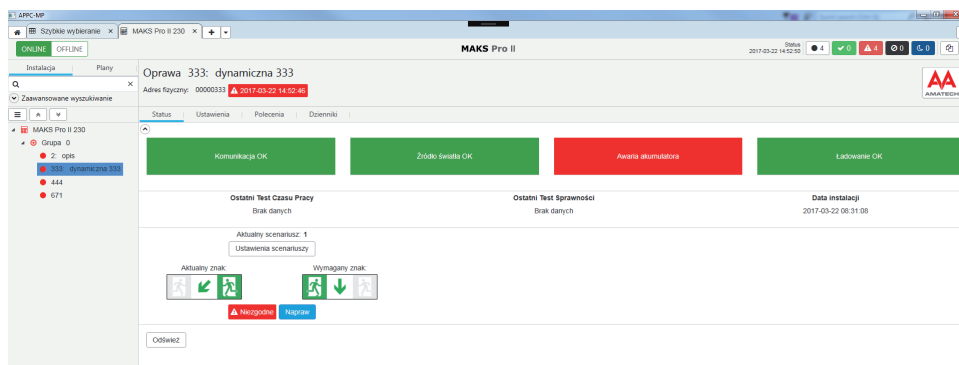 APPC-MP
Szybkie wybieranie × MAKS Pro II 230 × + 
ONLINE OFFLINE MAKS Pro II Status 2017-03-22 14:52:50 4 0 4 0 0
Instalacja Plany
Oprawa 333: dynamiczna 333
Adres fizyczny: 00000333 2017-03-22 14:52:46
AMATECH
Zaawansowane wyszukiwanie
Status Ustawienia Polecenia Dzienniki
MAKS Pro II 230
Grupa 0
2: opis
333: dynamiczna 333
444
671
Komunikacja OK Źródło światła OK Awaria akumulatora Ładowanie OK
Ostatni Test Czasu Pracy Ostatni Test Sprawności Data instalacji
Brak danych Brak danych 2017-03-22 08:31:08
Aktualny scenariusz: 1
Ustawienia scenariuszy
Aktualny znak: Wymagany znak:
Niezgodne Napraw
Odśwież